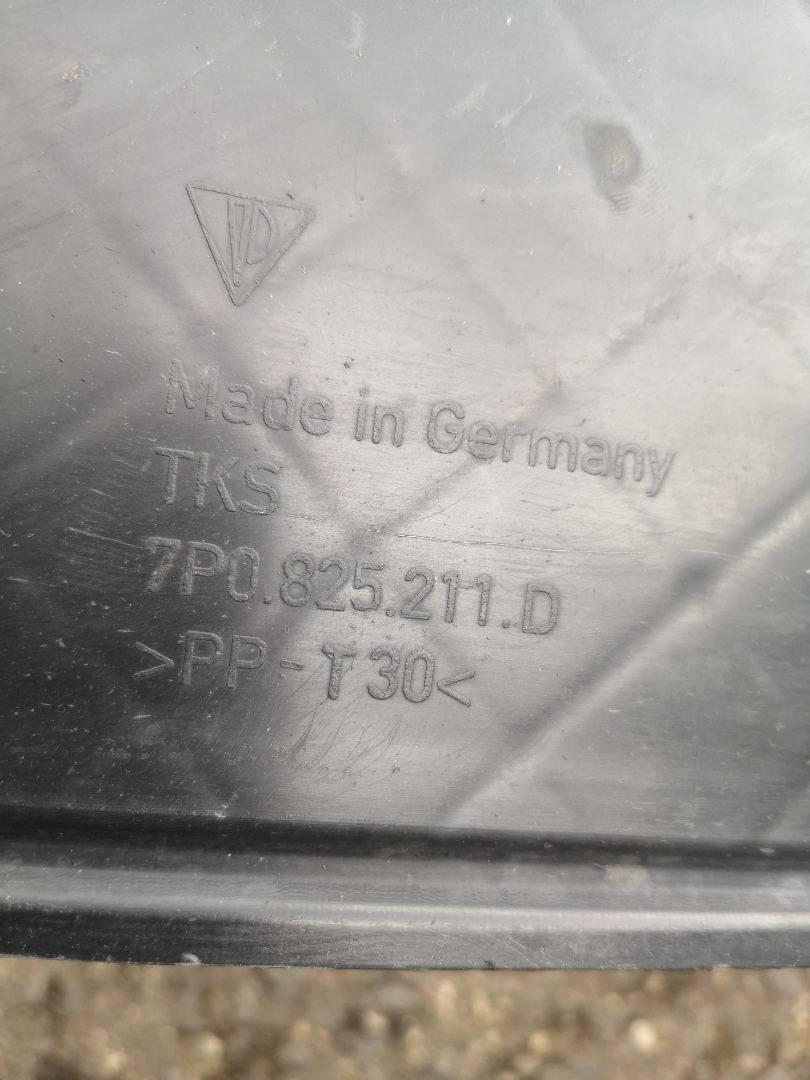 Made in Germany
TKS
7P0.825.211.D
>PP-T30<